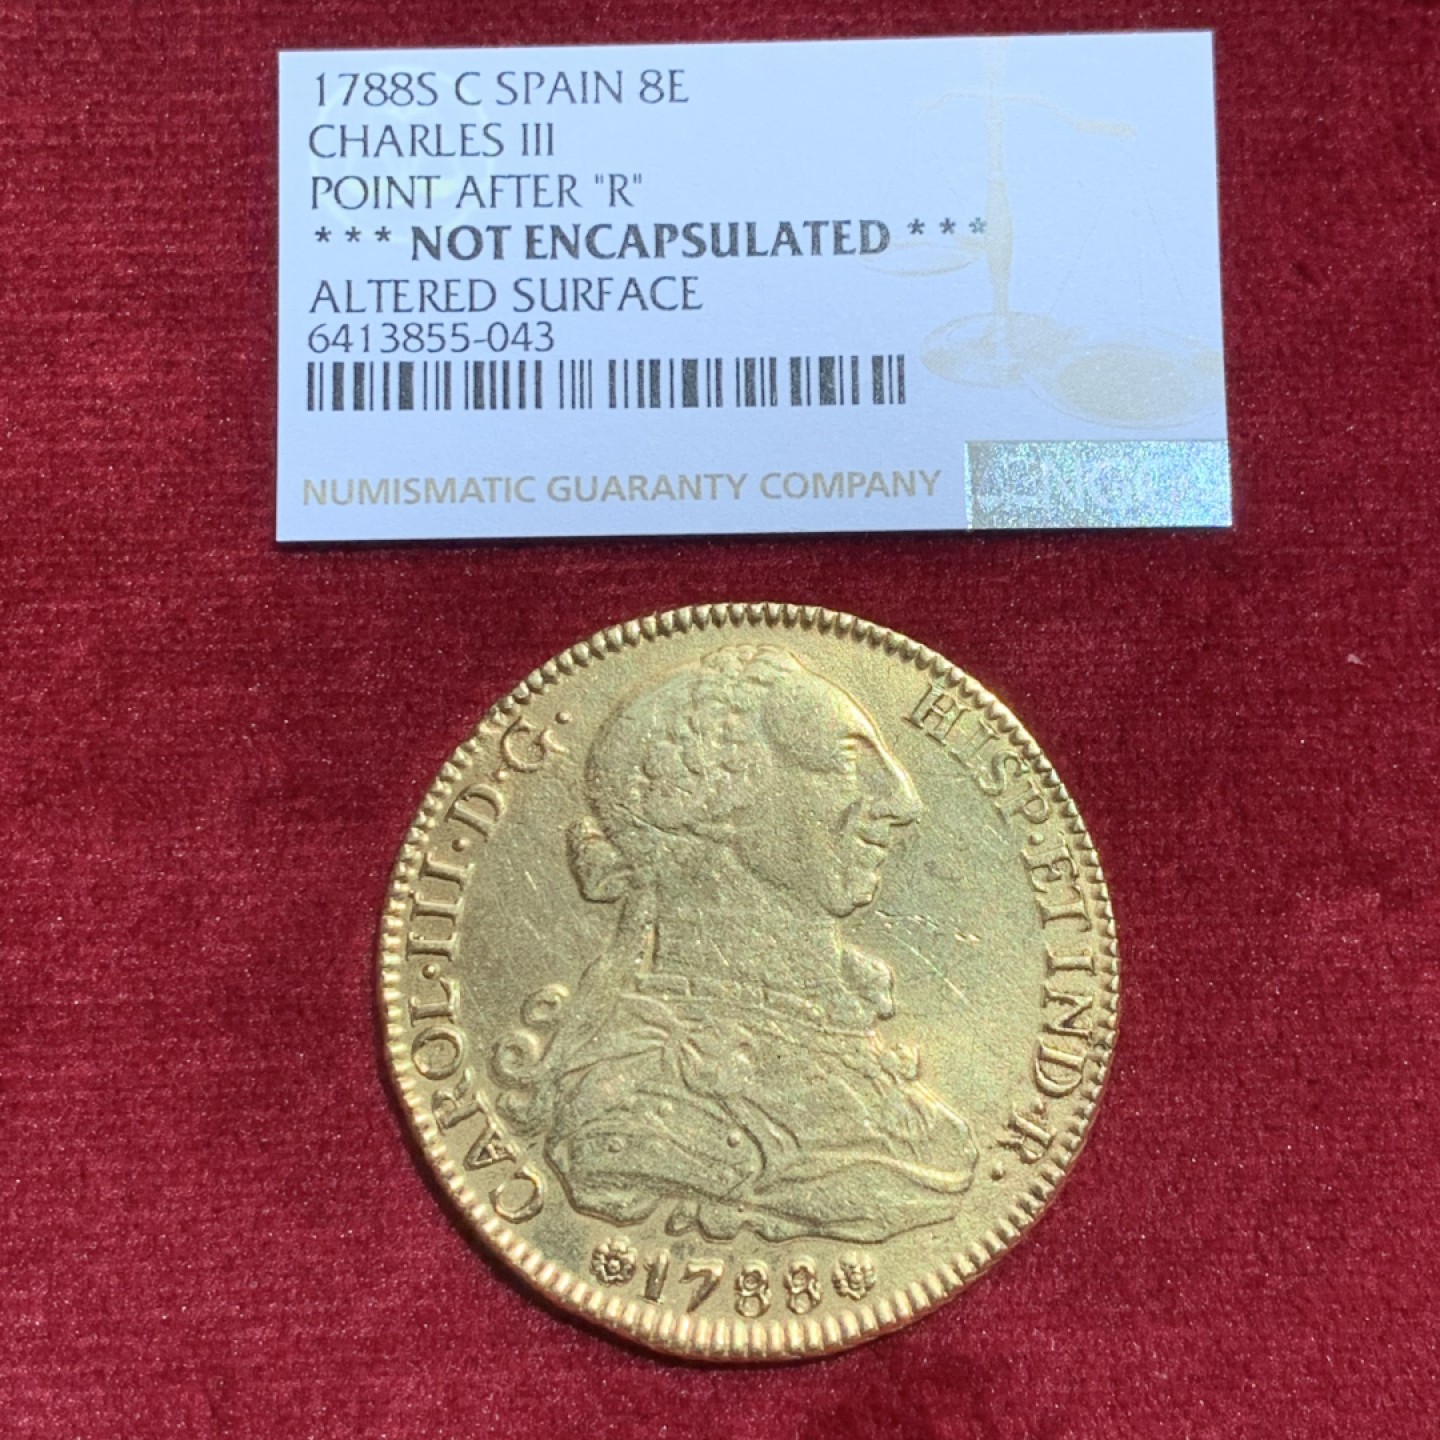 1788S C SPAIN 8E
CHARLES III
POINT AFTER "R"
*** NOT ENCAPSULATED ***
ALTERED SURFACE
6413855-043
NUMISMATIC GUARANTY COMPANY
NGC
CAROL·III·D·G· HISP·ET IND·R·
1788